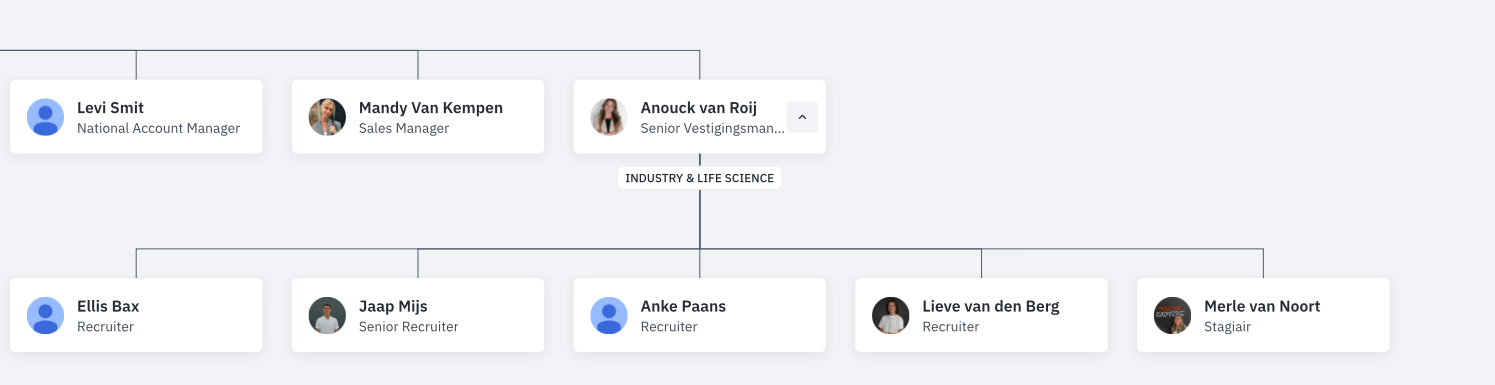 Levi Smit
National Account Manager
Mandy Van Kempen
Sales Manager
Anouck van Roij
Senior Vestigingsman...
INDUSTRY & LIFE SCIENCE
Ellis Bax
Recruiter
Jaap Mijs
Senior Recruiter
Anke Paans
Recruiter
Lieve van den Berg
Recruiter
Merle van Noort
Stagiair